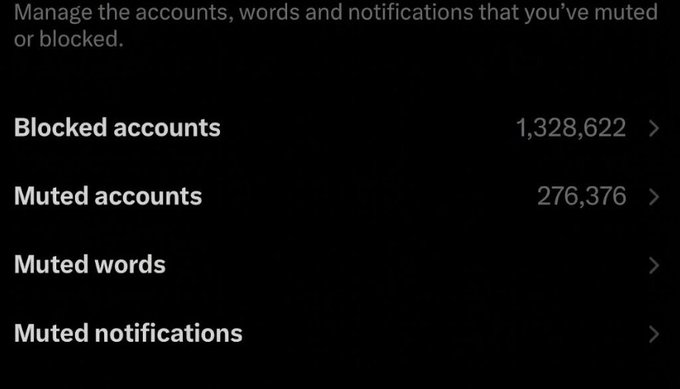 Manage the accounts, words and notifications that you’ve muted
or blocked.
Blocked accounts 1,328,622
Muted accounts 276,376
Muted words
Muted notifications